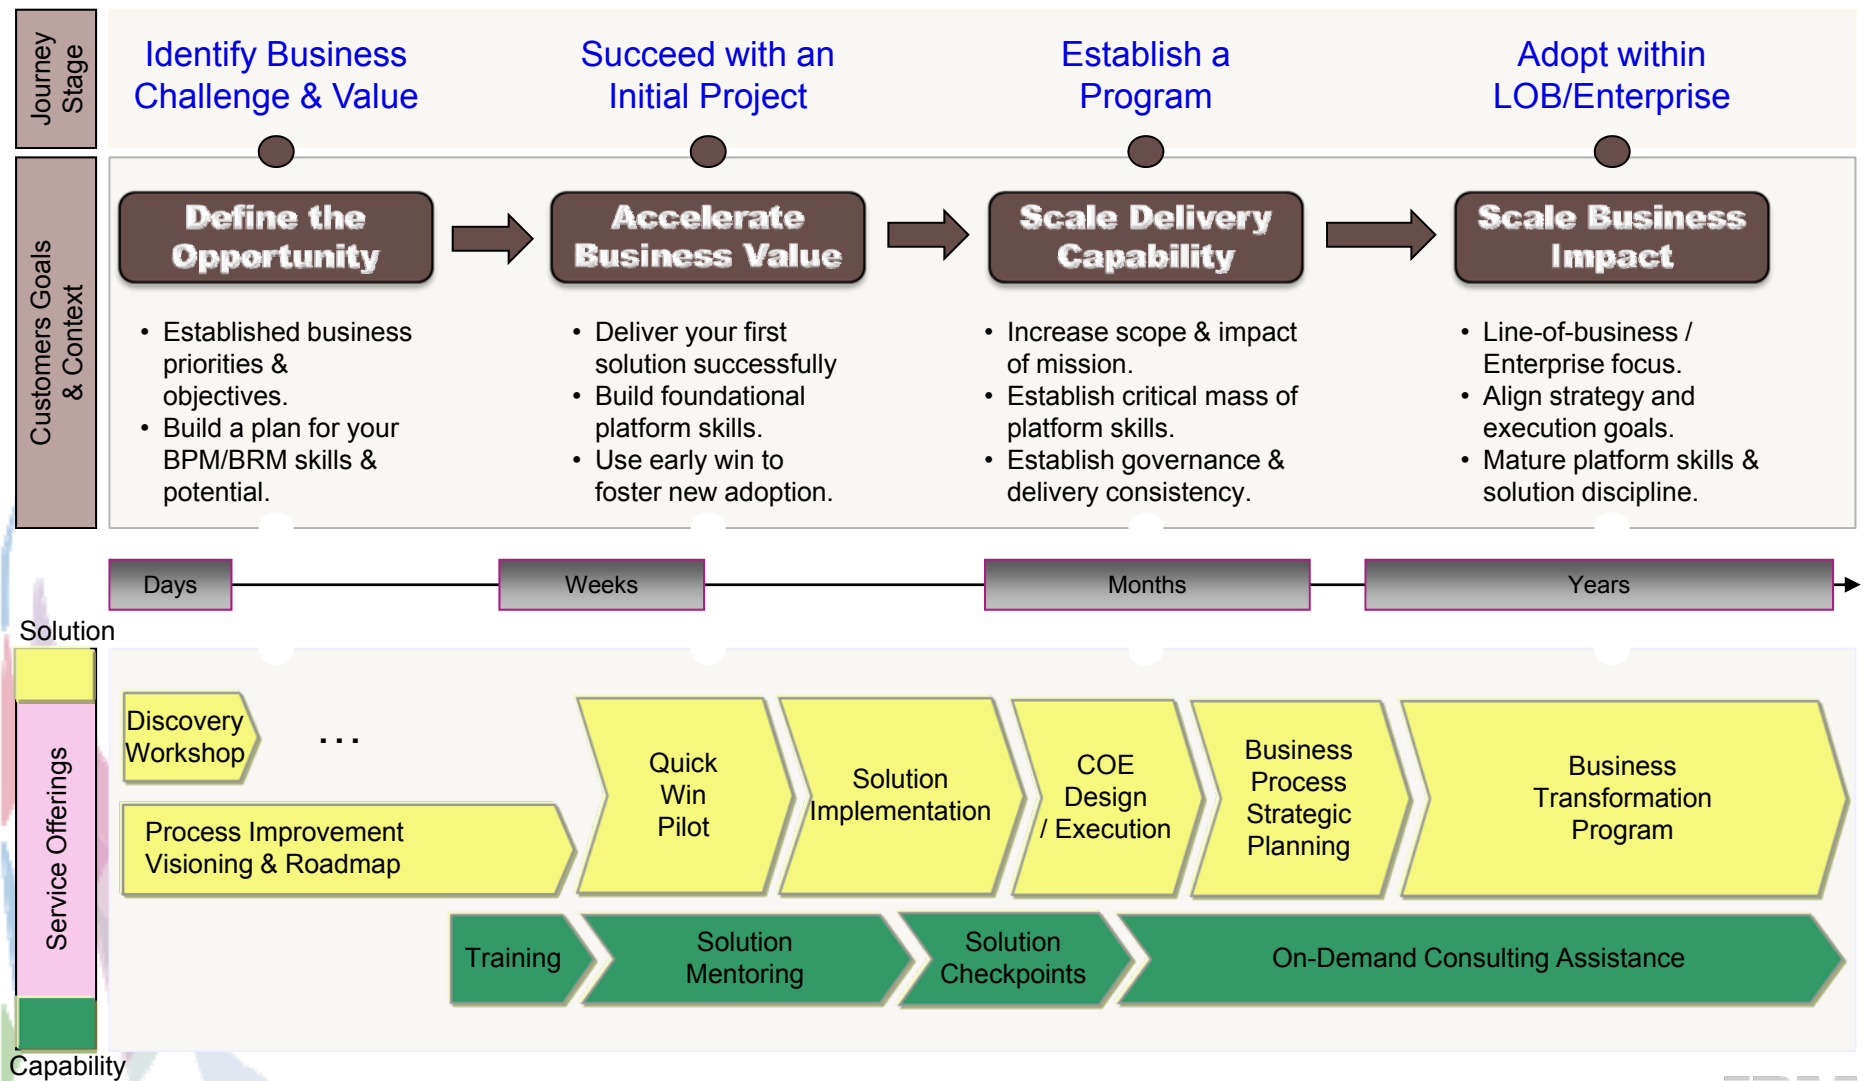 Journey
Stage
Identify Business
Challenge & Value
Succeed with an
Initial Project
Establish a
Program
Adopt within
LOB/Enterprise
Customers Goals
& Context
Define the
Opportunity
Accelerate
Business Value
Scale Delivery
Capability
Scale Business
Impact
• Established business
priorities &
objectives.
• Build a plan for your
BPM/BRM skills &
potential.
• Deliver your first
solution successfully
• Build foundational
platform skills.
• Use early win to
foster new adoption.
• Increase scope & impact
of mission.
• Establish critical mass of
platform skills.
• Establish governance &
delivery consistency.
• Line-of-business /
Enterprise focus.
• Align strategy and
execution goals.
• Mature platform skills &
solution discipline.
Days
Weeks
Months
Years
Solution
Service Offerings
Capability
Discovery
Workshop
...
Process Improvement
Visioning & Roadmap
Quick
Win
Pilot
Solution
Implementation
COE
Design
/ Execution
Business
Process
Strategic
Planning
Business
Transformation
Program
Training
Solution
Mentoring
Solution
Checkpoints
On-Demand Consulting Assistance